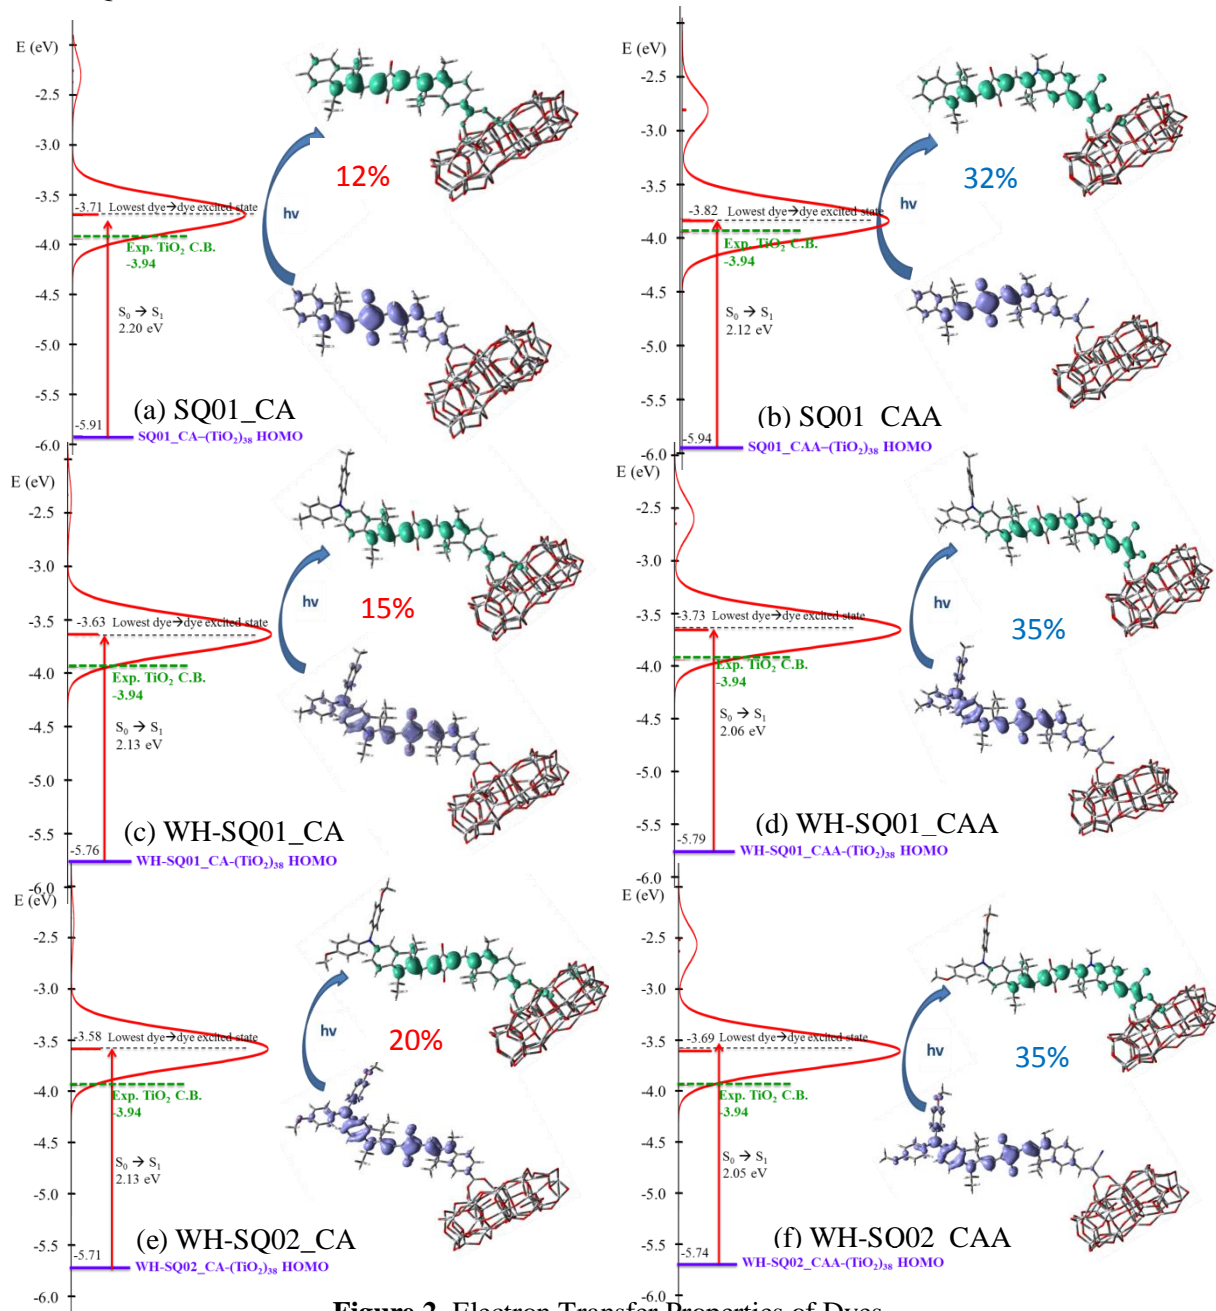 E (eV)
-2.5
-3.0
-3.5
-4.0
-4.5
-5.0
-5.5
-6.0
-3.71 Lowest dye→dye excited state
Exp. TiO2 C.B.
-3.94
S0 → S1
2.20 eV
-5.91
SQ01_CA–(TiO2)38 HOMO
hν
12%
(a) SQ01_CA
E (eV)
-2.5
-3.0
-3.5
-4.0
-4.5
-5.0
-5.5
-6.0
-3.82 Lowest dye→dye excited state
Exp. TiO2 C.B.
-3.94
S0 → S1
2.12 eV
-5.94
SQ01_CAA–(TiO2)38 HOMO
hν
32%
(b) SQ01_CAA
E (eV)
-2.5
-3.0
-3.5
-4.0
-4.5
-5.0
-5.5
-6.0
-3.63 Lowest dye→dye excited state
Exp. TiO2 C.B.
-3.94
S0 → S1
2.13 eV
-5.76
WH-SQ01_CA-(TiO2)38 HOMO
hν
15%
(c) WH-SQ01_CA
E (eV)
-2.5
-3.0
-3.5
-4.0
-4.5
-5.0
-5.5
-6.0
-3.73 Lowest dye→dye excited state
Exp. TiO2 C.B.
-3.94
S0 → S1
2.06 eV
-5.79
WH-SQ01_CAA-(TiO2)38 HOMO
hν
35%
(d) WH-SQ01_CAA
E (eV)
-2.5
-3.0
-3.5
-4.0
-4.5
-5.0
-5.5
-6.0
-3.58 Lowest dye→dye excited state
Exp. TiO2 C.B.
-3.94
S0 → S1
2.13 eV
-5.71
WH-SQ02_CA-(TiO2)38 HOMO
hν
20%
(e) WH-SQ02_CA
E (eV)
-2.5
-3.0
-3.5
-4.0
-4.5
-5.0
-5.5
-6.0
-3.69 Lowest dye→dye excited state
Exp. TiO2 C.B.
-3.94
S0 → S1
2.05 eV
-5.74
WH-SQ02_CAA-(TiO2)38 HOMO
hν
35%
(f) WH-SQ02_CAA
Figure 2. Electron Transfer Properties of Dyes